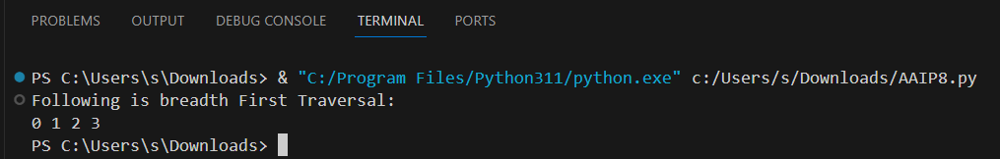 PROBLEMS OUTPUT DEBUG CONSOLE TERMINAL PORTS
PS C:\Users\s\Downloads> & "C:/Program Files/Python311/python.exe" c:/Users/s/Downloads/AAIP8.py
Following is breadth First Traversal:
0 1 2 3
PS C:\Users\s\Downloads>